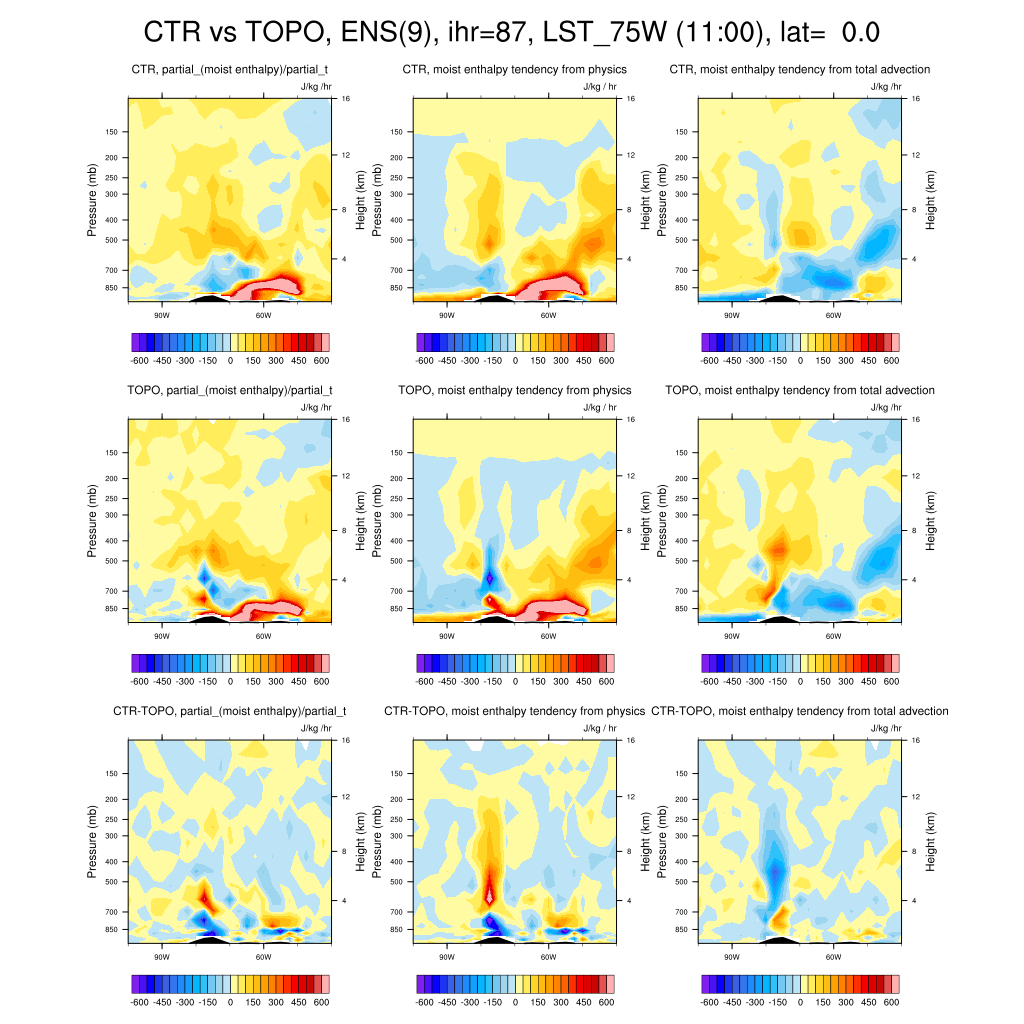 CTR vs TOPO, ENS(9), ihr=87, LST_75W (11:00), lat=  0.0
CTR, partial_(moist enthalpy)/partial_t
J/kg /hr
Pressure (mb)
150
200
250
300
400
500
700
850
16
12
8
4
Height (km)
90W 60W
-600 -450 -300 -150 0 150 300 450 600
CTR, moist enthalpy tendency from physics
J/kg / hr
Pressure (mb)
150
200
250
300
400
500
700
850
16
12
8
4
Height (km)
90W 60W
-600 -450 -300 -150 0 150 300 450 600
CTR, moist enthalpy tendency from total advection
J/kg /hr
Pressure (mb)
150
200
250
300
400
500
700
850
16
12
8
4
Height (km)
90W 60W
-600 -450 -300 -150 0 150 300 450 600
TOPO, partial_(moist enthalpy)/partial_t
J/kg /hr
Pressure (mb)
150
200
250
300
400
500
700
850
16
12
8
4
Height (km)
90W 60W
-600 -450 -300 -150 0 150 300 450 600
TOPO, moist enthalpy tendency from physics
J/kg / hr
Pressure (mb)
150
200
250
300
400
500
700
850
16
12
8
4
Height (km)
90W 60W
-600 -450 -300 -150 0 150 300 450 600
TOPO, moist enthalpy tendency from total advection
J/kg /hr
Pressure (mb)
150
200
250
300
400
500
700
850
16
12
8
4
Height (km)
90W 60W
-600 -450 -300 -150 0 150 300 450 600
CTR-TOPO, partial_(moist enthalpy)/partial_t
J/kg /hr
Pressure (mb)
150
200
250
300
400
500
700
850
16
12
8
4
Height (km)
90W 60W
-600 -450 -300 -150 0 150 300 450 600
CTR-TOPO, moist enthalpy tendency from physics
J/kg / hr
Pressure (mb)
150
200
250
300
400
500
700
850
16
12
8
4
Height (km)
90W 60W
-600 -450 -300 -150 0 150 300 450 600
CTR-TOPO, moist enthalpy tendency from total advection
J/kg /hr
Pressure (mb)
150
200
250
300
400
500
700
850
16
12
8
4
Height (km)
90W 60W
-600 -450 -300 -150 0 150 300 450 600